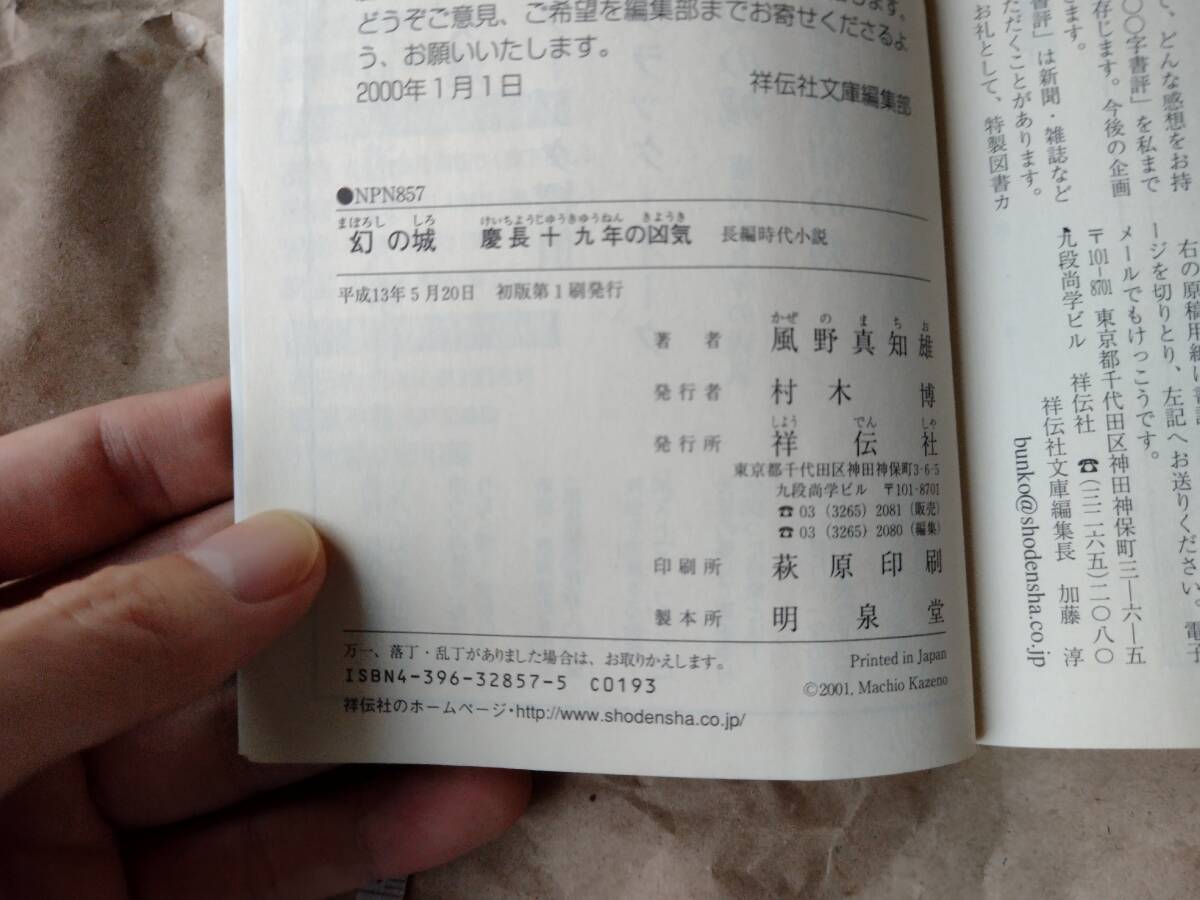 どうぞご意見、ご希望を編集部までお寄せくださるよ
う、お願いいたします。
2000年1月1日 祥伝社文庫編集部
●NPN857
まぼろし しろ けいちようじゆうきゆうねん きようき
幻の城 慶長十九年の凶気 長編時代小説
平成13年5月20日 初版第1刷発行
かぜ の ま ち お
著者 風野真知雄
発行者 村木博
しよう でん しや
発行所 祥伝社
東京都千代田区神田神保町3-6-5
九段尚学ビル 〒101-8701
☎03(3265)2081(販売)
☎03(3265)2080(編集)
印刷所 萩原印刷
製本所 明泉堂
万一、落丁・乱丁がありました場合は、お取りかえします。
Printed in Japan
ISBN4-396-32857-5 C0193
©2001, Machio Kazeno
祥伝社のホームページ・http://www.shodensha.co.jp/
て、どんな感想をお持
〇〇字書評」を私まで
存じます。今後の企画
きます。
書評」は新聞・雑誌など
ただくことがあります。
お礼として、特製図書カ
右の原稿用紙に
ージを切りとり、左記へお送りください。電子
メールでもけっこうです。
〒101-8701 東京都千代田区神田神保町三―六―五
九段尚学ビル 祥伝社 ☎(三二六五)二〇八〇
祥伝社文庫編集長 加藤 淳
bunko@shodensha.co.jp